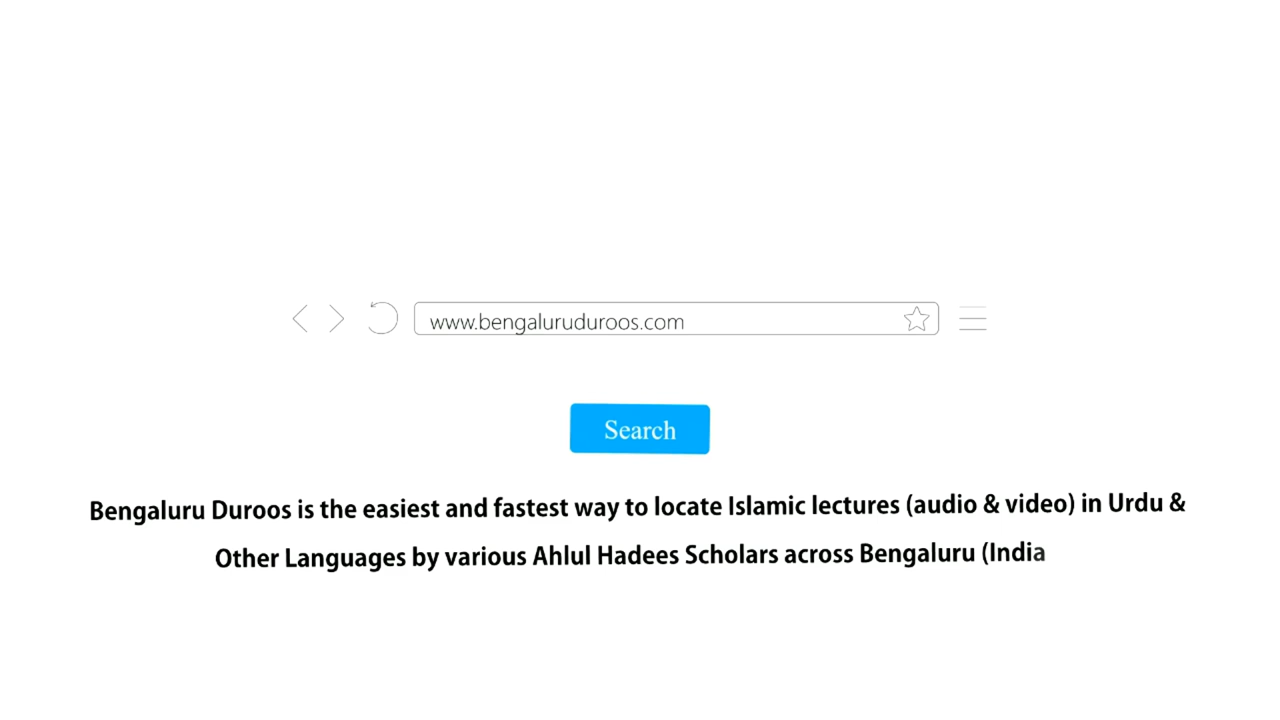 www.bengaluruduroos.com
Search
Bengaluru Duroos is the easiest and fastest way to locate Islamic lectures (audio & video) in Urdu &
Other Languages by various Ahlul Hadees Scholars across Bengaluru (India